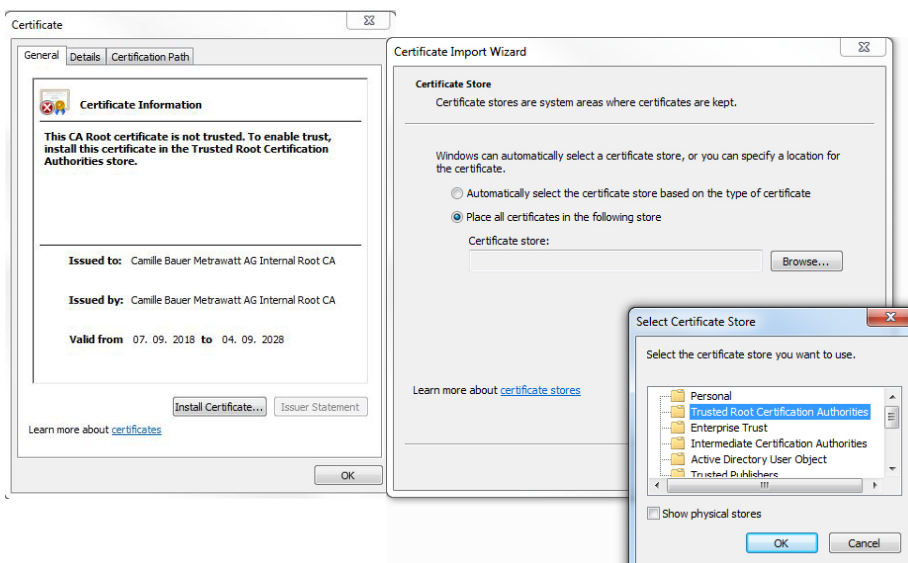 Certificate
General
Details
Certification Path
Certificate Information
This CA Root certificate is not trusted. To enable trust,
install this certificate in the Trusted Root Certification
Authorities store.
Issued to: Camille Bauer Metrawatt AG Internal Root CA
Issued by: Camille Bauer Metrawatt AG Internal Root CA
Valid from 07. 09. 2018 to 04. 09. 2028
Install Certificate...
Issuer Statement
Learn more about certificates
OK
Certificate Import Wizard
Certificate Store
Certificate stores are system areas where certificates are kept.
Windows can automatically select a certificate store, or you can specify a location for
the certificate.
Automatically select the certificate store based on the type of certificate
Place all certificates in the following store
Certificate store:
Browse...
Learn more about certificate stores
Select Certificate Store
Select the certificate store you want to use.
Personal
Trusted Root Certification Authorities
Enterprise Trust
Intermediate Certification Authorities
Active Directory User Object
Trusted Publishers
Show physical stores
OK
Cancel